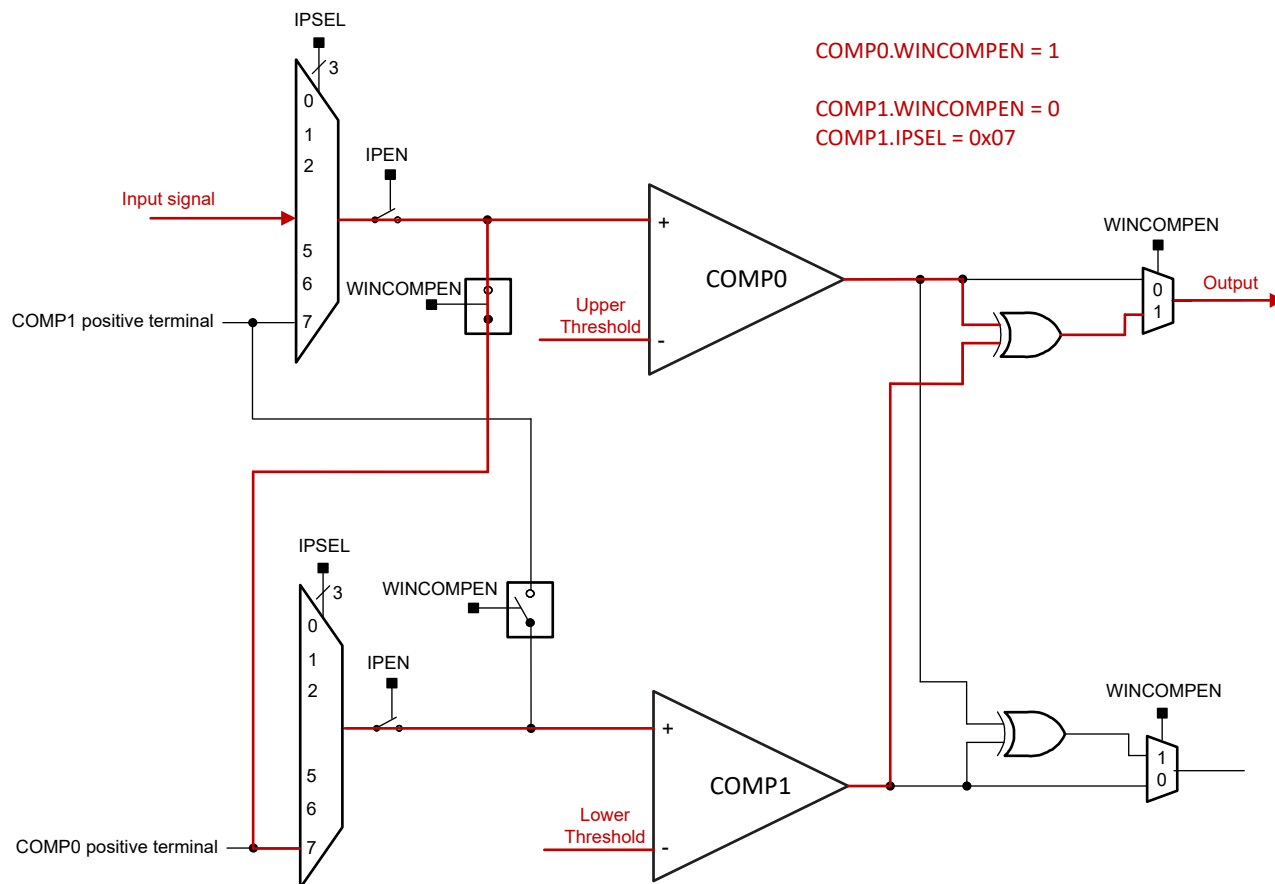 IPSEL
3
0
1
2
5
6
7
Input signal
IPEN
COMP1 positive terminal
WINCOMPEN
COMP0.WINCOMPEN = 1
COMP1.WINCOMPEN = 0
COMP1.IPSEL = 0x07
+
-
COMP0
Upper
Threshold
WINCOMPEN
0
1
Output
IPSEL
3
0
1
2
5
6
7
IPEN
WINCOMPEN
COMP0 positive terminal
+
-
COMP1
Lower
Threshold
WINCOMPEN
1
0